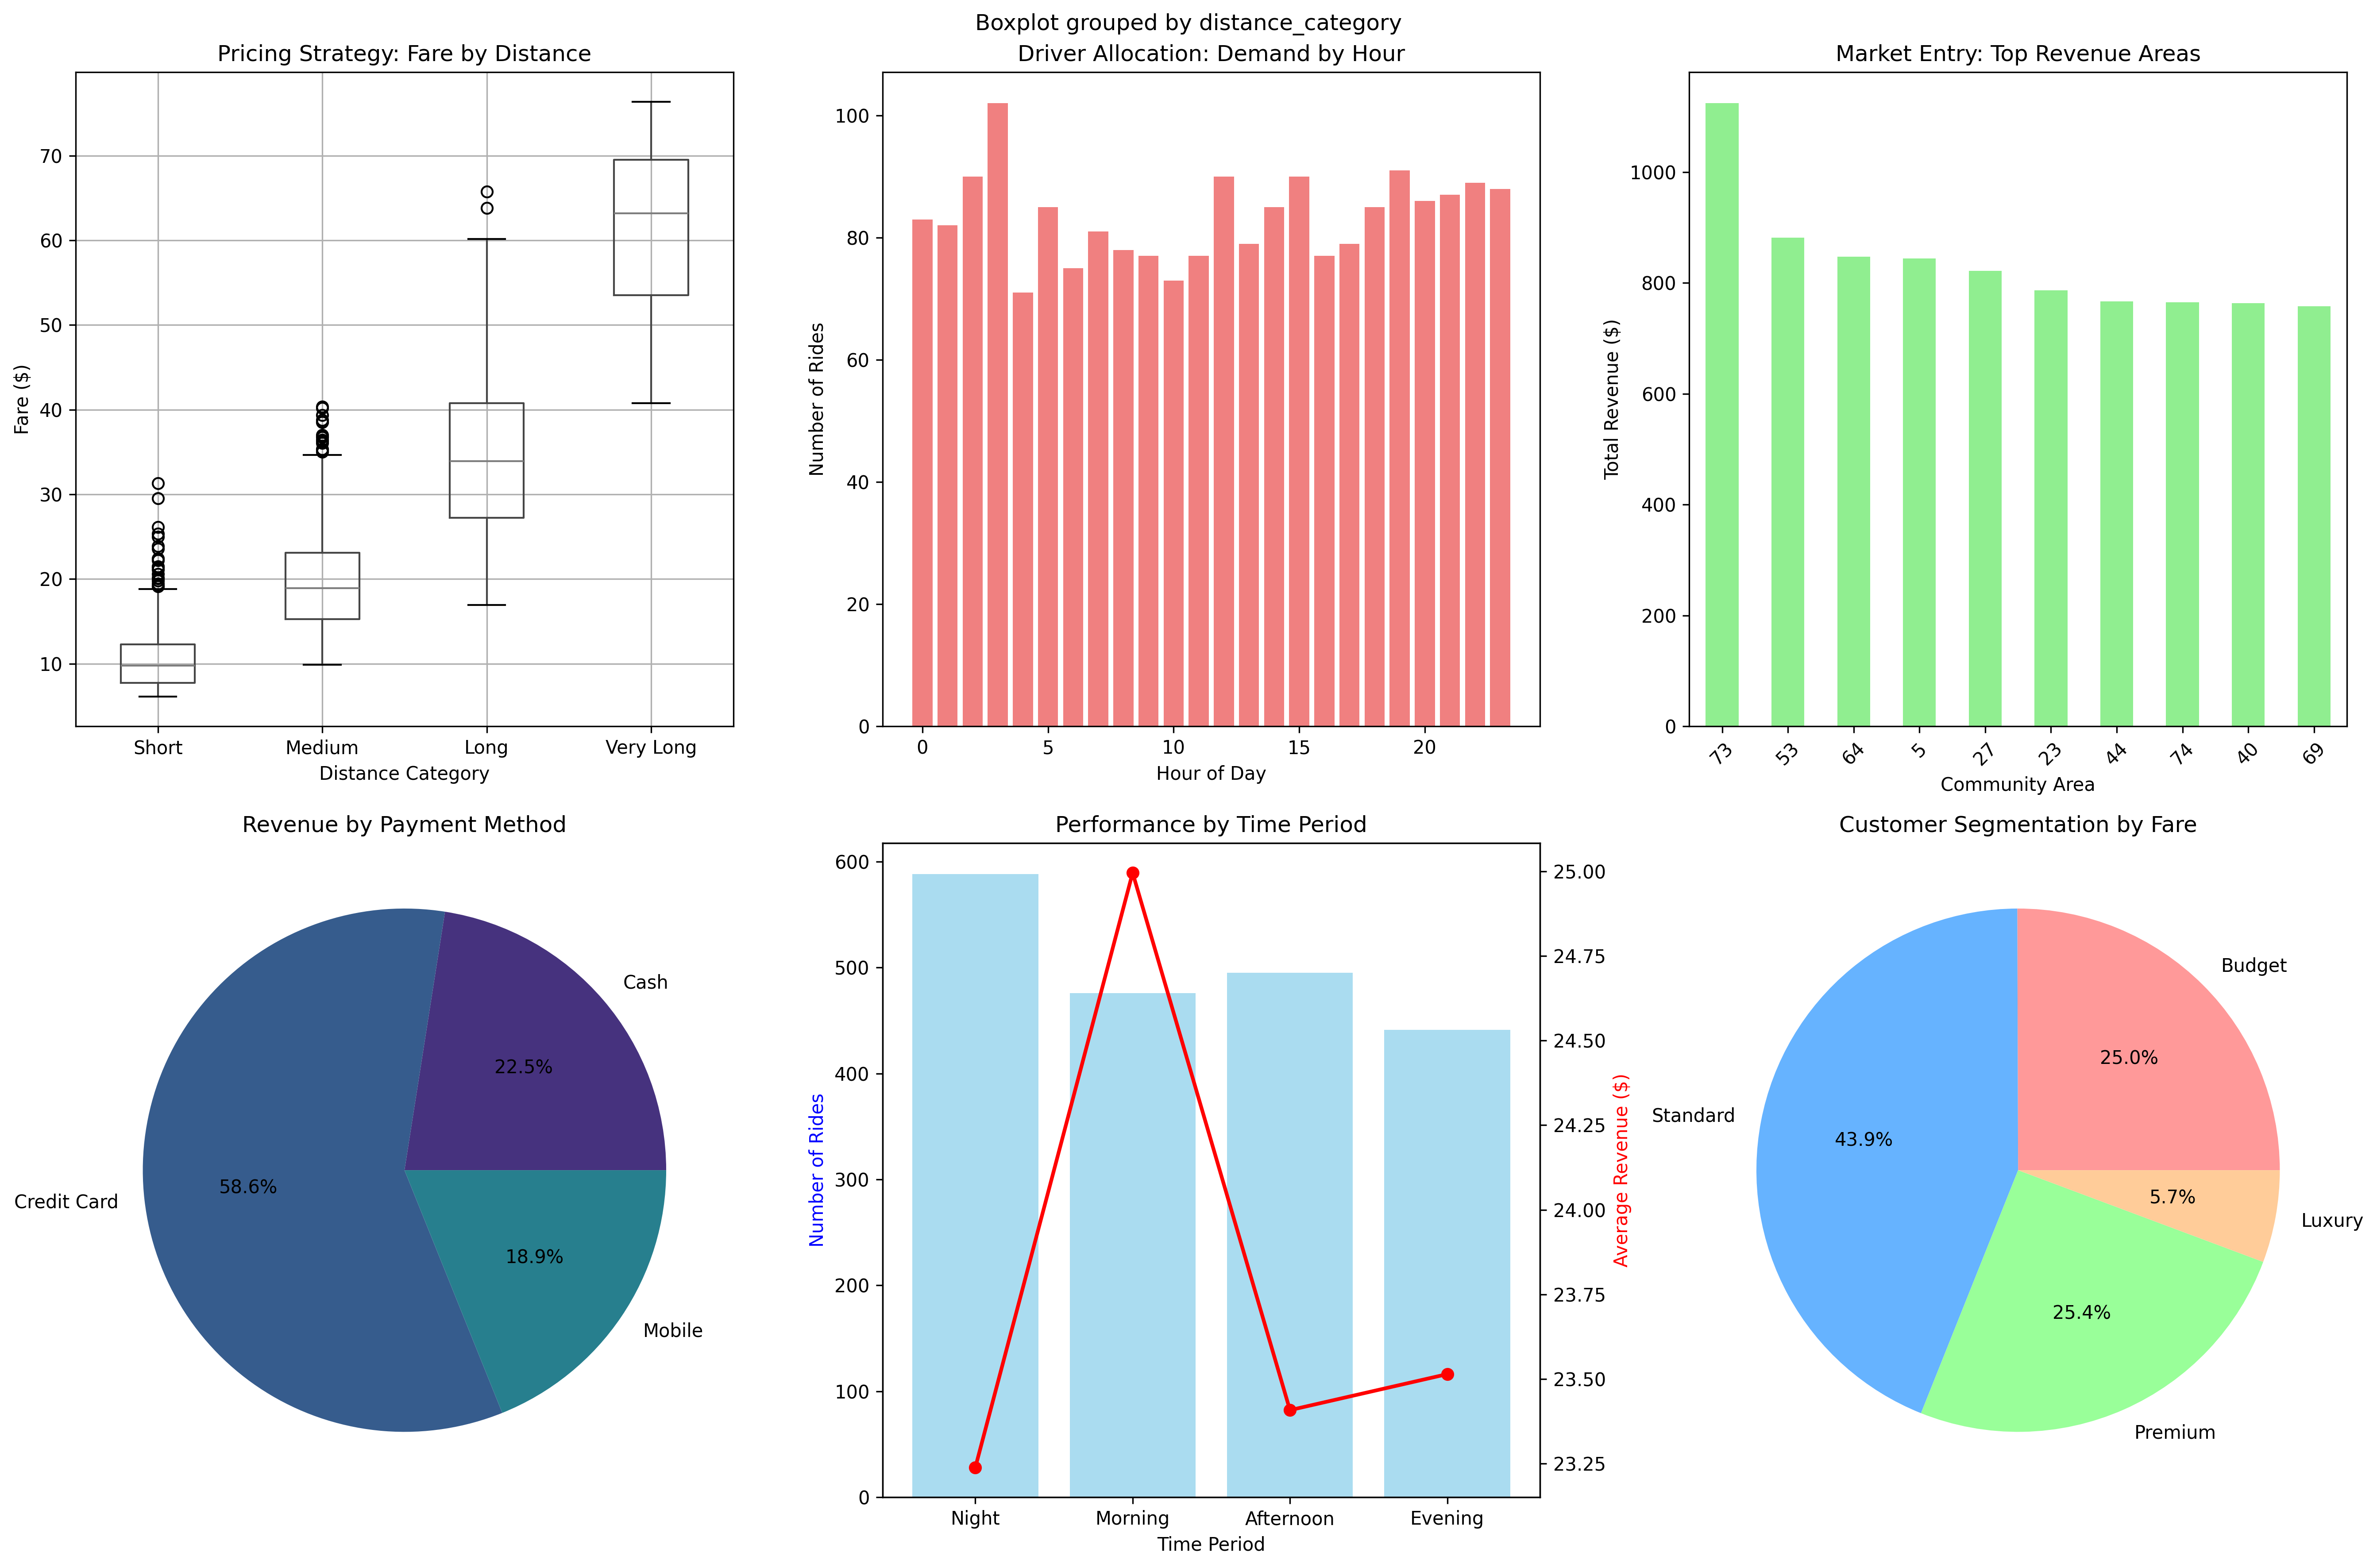 Boxplot grouped by distance_category
Pricing Strategy: Fare by Distance
Fare ($)
70
60
50
40
30
20
10
Short Medium Long Very Long
Distance Category
Driver Allocation: Demand by Hour
Number of Rides
100
80
60
40
20
0
0 5 10 15 20
Hour of Day
Market Entry: Top Revenue Areas
Total Revenue ($)
1000
800
600
400
200
0
73 53 64 5 27 23 44 74 40 69
Community Area
Revenue by Payment Method
Cash
22.5%
Credit Card
58.6%
Mobile
18.9%
Performance by Time Period
Number of Rides
600
500
400
300
200
100
0
Night Morning Afternoon Evening
Time Period
25.00
24.75
24.50
24.25
24.00
23.75
23.50
23.25
Average Revenue ($)
Customer Segmentation by Fare
Budget
25.0%
Standard
43.9%
Premium
25.4%
Luxury
5.7%